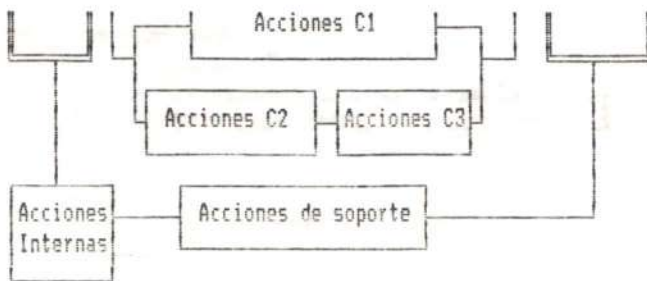 Acciones C1
Acciones C2 Acciones C3
Acciones Acciones de soporte
Internas